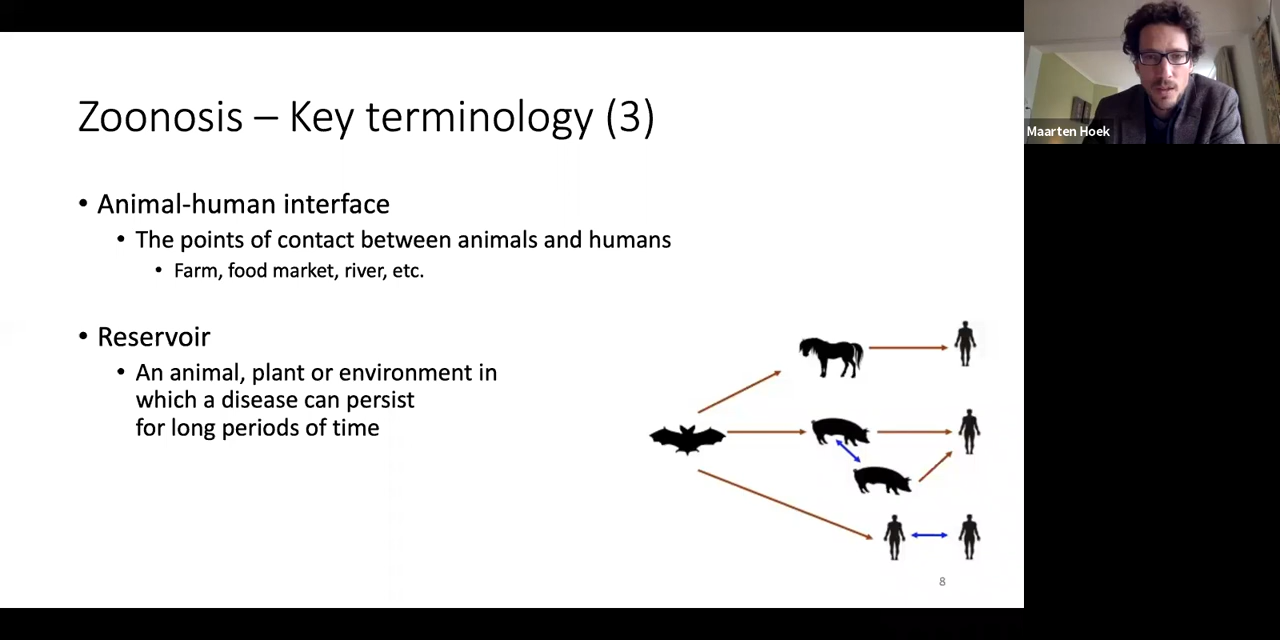 Zoonosis – Key terminology (3)
• Animal-human interface
• The points of contact between animals and humans
• Farm, food market, river, etc.
• Reservoir
• An animal, plant or environment in
which a disease can persist
for long periods of time
8
Maarten Hoek